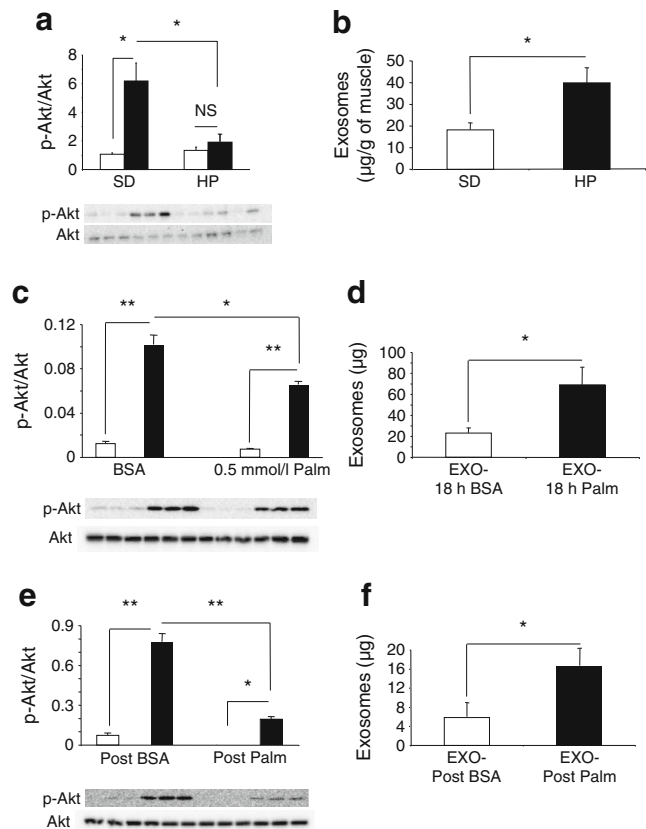 a
*
*
NS
p-Akt/Akt
8
6
4
2
0
SD HP
p-Akt
Akt
b
*
Exosomes
(µg/g of muscle)
50
40
30
20
10
0
SD HP
c
**
*
**
p-Akt/Akt
0.12
0.08
0.04
0
BSA 0.5 mmol/l Palm
p-Akt
Akt
d
*
Exosomes (µg)
100
80
60
40
20
0
EXO- EXO-
18 h BSA 18 h Palm
e
**
**
*
p-Akt/Akt
0.9
0.6
0.3
0
Post BSA Post Palm
p-Akt
Akt
f
*
Exosomes (µg)
20
16
12
8
4
0
EXO- EXO-
Post BSA Post Palm